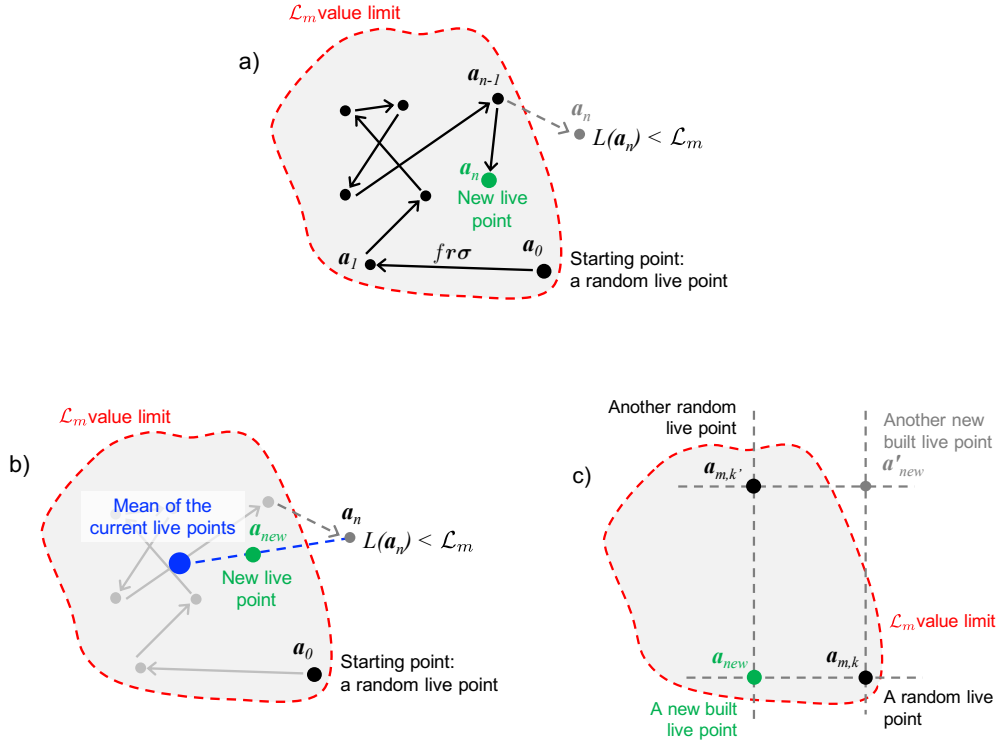 ℒm value limit
a)
an-1
an
L(an) < ℒm
an
New live
point
a1
frσ
a0
Starting point:
a random live point
ℒm value limit
b)
Mean of the
current live points
an
anew
L(an) < ℒm
New live
point
a0
Starting point:
a random live point
Another random
live point
Another new
built live point
a'new
c)
am,k'
ℒm value limit
anew
am,k
A new built
live point
A random live
point